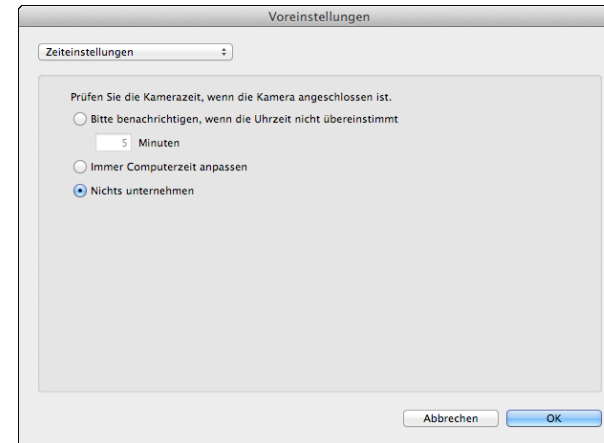 Voreinstellungen
Zeiteinstellungen
Prüfen Sie die Kamerazeit, wenn die Kamera angeschlossen ist.
Bitte benachrichtigen, wenn die Uhrzeit nicht übereinstimmt
5 Minuten
Immer Computerzeit anpassen
Nichts unternehmen
Abbrechen OK